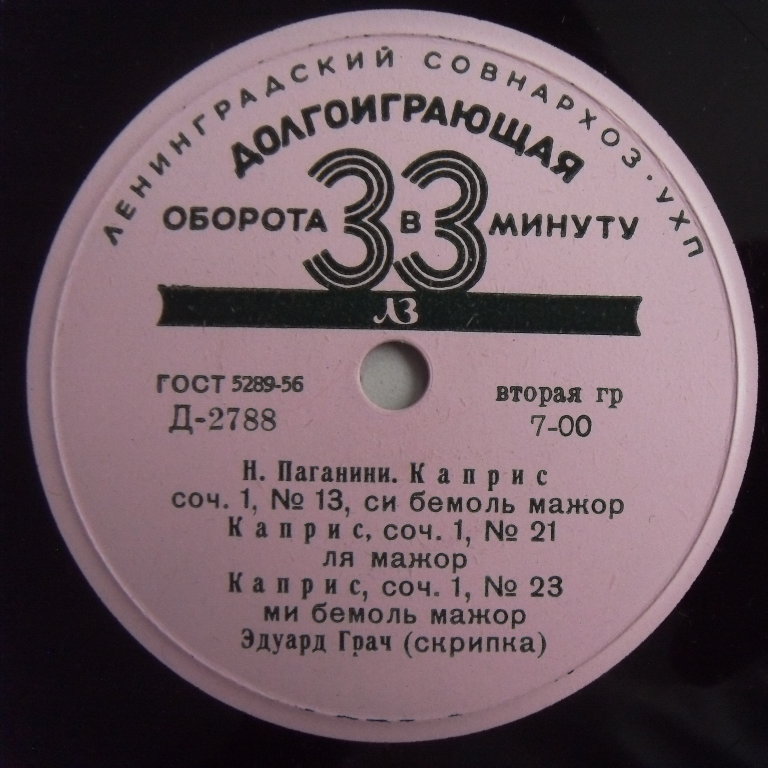 ЛЕНИНГРАДСКИЙ СОВНАРХОЗ. УХП
ДОЛГОИГРАЮЩАЯ
33
ОБОРОТА В МИНУТУ
ЛЗ
ГОСТ 5289-56
Д-2788
вторая гр
7-00
Н. Паганини. Каприс
соч. 1, № 13, си бемоль мажор
Каприс, соч. 1, № 21
ля мажор
Каприс, соч. 1, № 23
ми бемоль мажор
Эдуард Грач (скрипка)